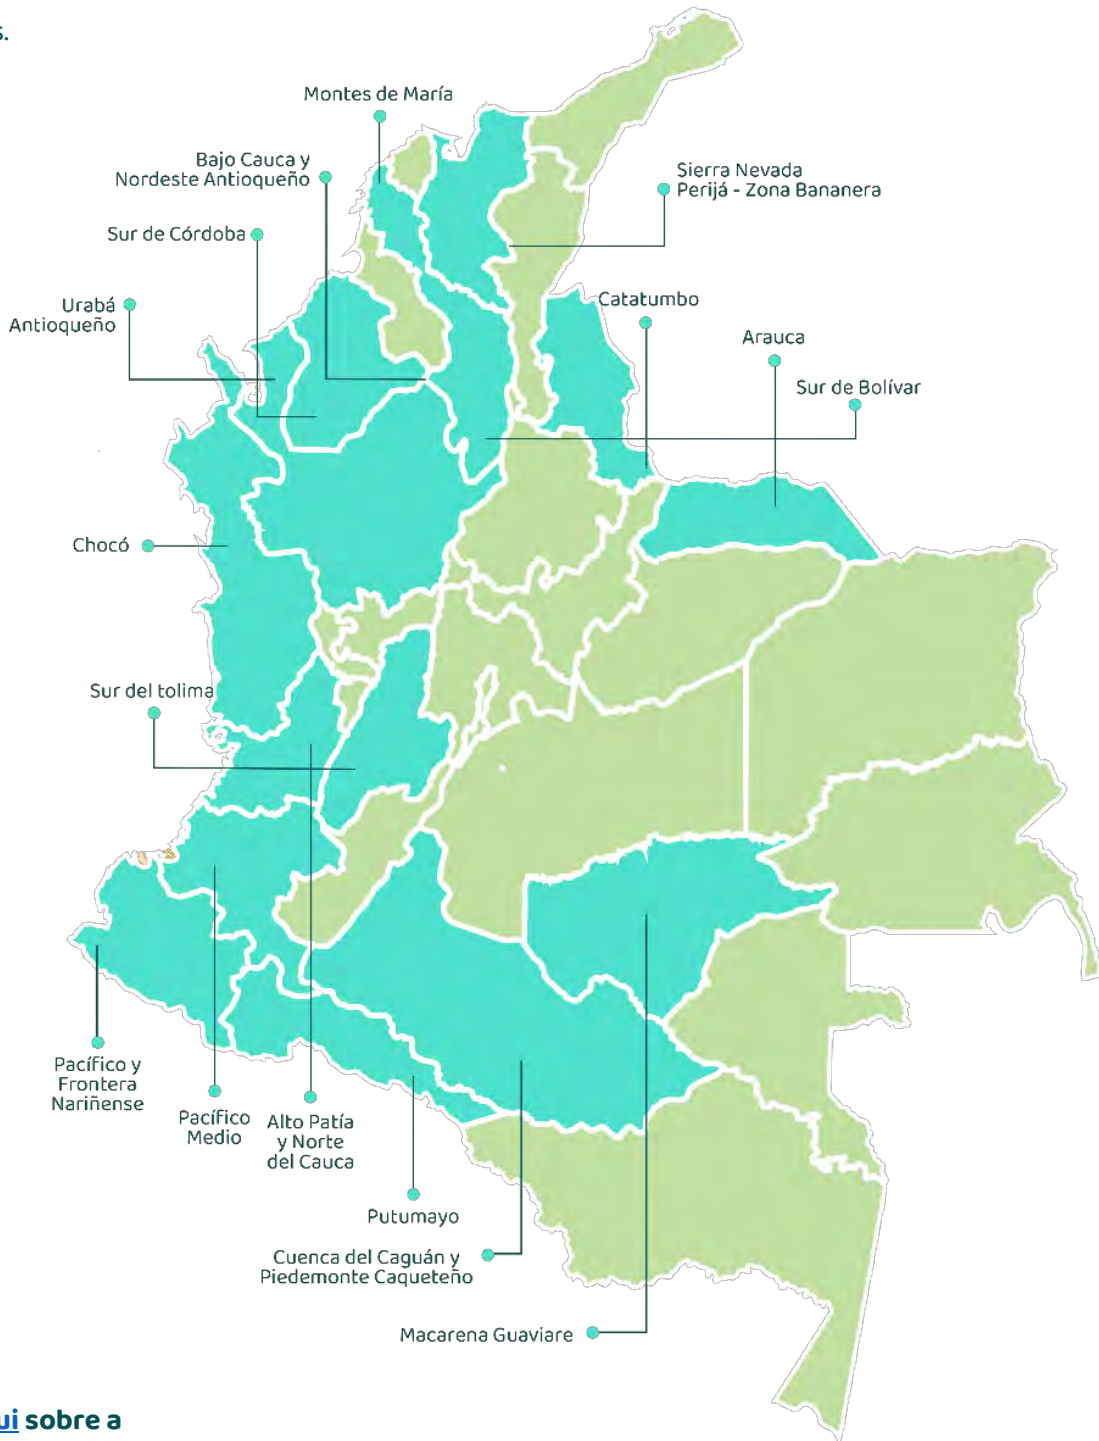 s.
Montes de María
Bajo Cauca y
Nordeste Antioqueño
Sierra Nevada
Perijá - Zona Bananera
Sur de Córdoba
Urabá
Antioqueño
Catatumbo
Arauca
Sur de Bolívar
Chocó
Sur del tolima
Pacífico y
Frontera
Nariñense
Pacífico
Medio
Alto Patía
y Norte
del Cauca
Putumayo
Cuenca del Caguán y
Piedemonte Caqueteño
Macarena Guaviare
ui sobre a